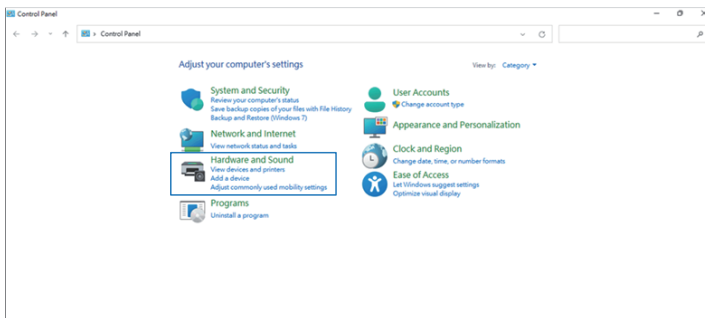 Control Panel
Control Panel
Adjust your computer's settings
View by: Category
System and Security
Review your computer's status
Save backup copies of your files with File History
Backup and Restore (Windows 7)
Network and Internet
View network status and tasks
Hardware and Sound
View devices and printers
Add a device
Adjust commonly used mobility settings
Programs
Uninstall a program
User Accounts
Change account type
Appearance and Personalization
Clock and Region
Change date, time, or number formats
Ease of Access
Let Windows suggest settings
Optimize visual display